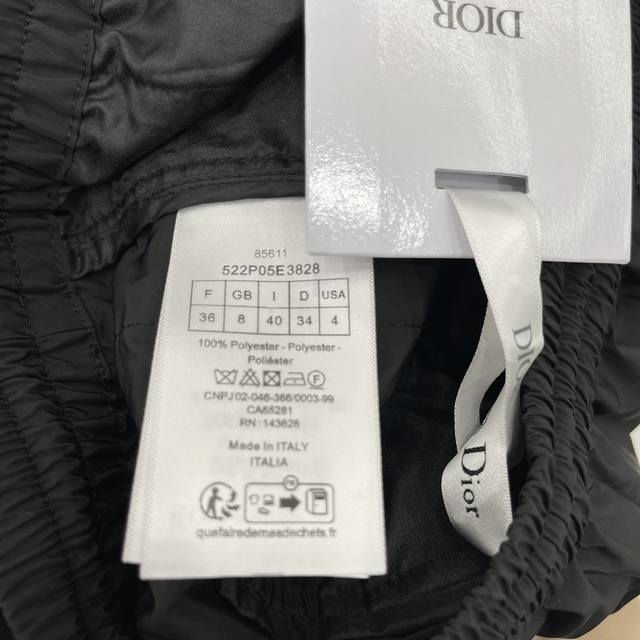 DIOR
85611
522P05E3828
F GB I D USA
36 8 40 34 4
100% Polyester - Polyester -
Poliéster
CNPJ 02-046-366/0003-99
CA65281
RN: 143628
Made In ITALY
ITALIA
quefairedemesdechets.fr
DIOR
Dior